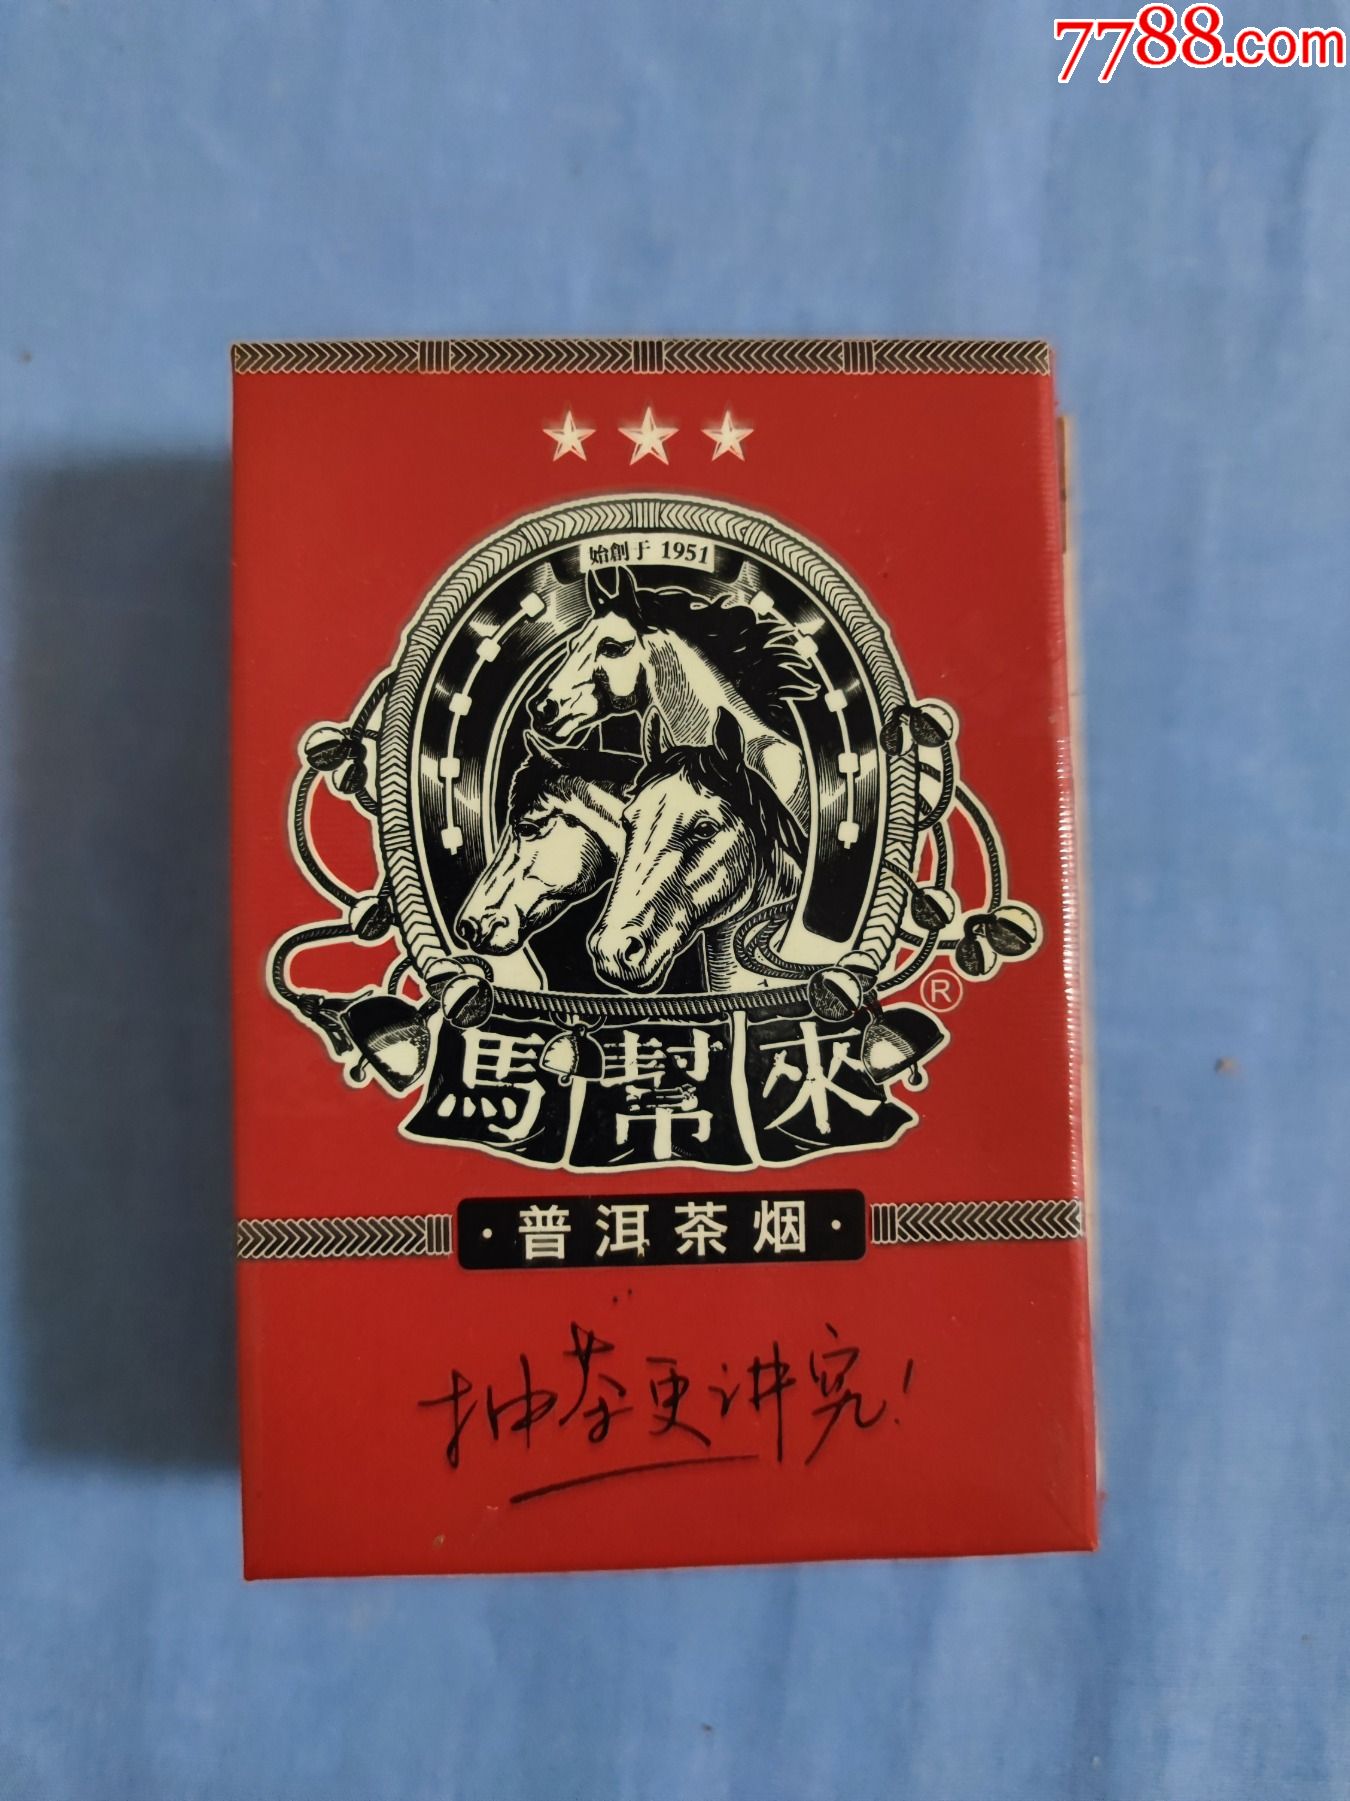 7788.com
始創于 1951
®
馬幫來
·普洱茶烟·
抽茶更讲究!